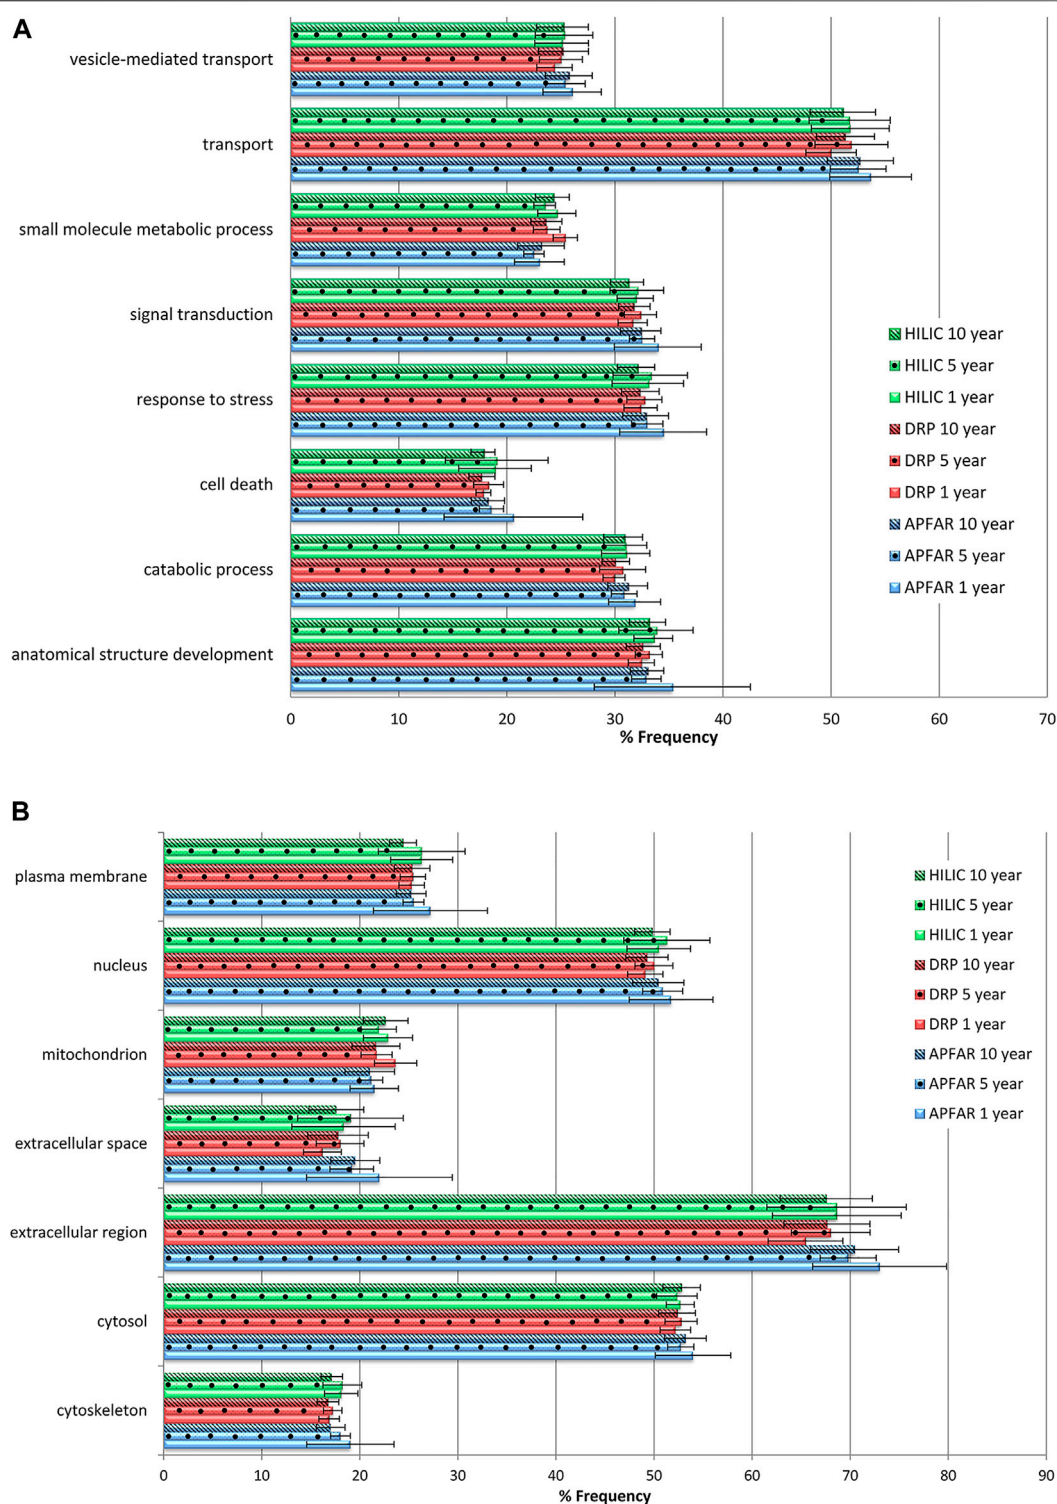 A
vesicle-mediated transport
transport
small molecule metabolic process
signal transduction
response to stress
cell death
catabolic process
anatomical structure development
HILIC 10 year
HILIC 5 year
HILIC 1 year
DRP 10 year
DRP 5 year
DRP 1 year
APFAR 10 year
APFAR 5 year
APFAR 1 year
0 10 20 30 40 50 60 70
% Frequency
B
plasma membrane
nucleus
mitochondrion
extracellular space
extracellular region
cytosol
cytoskeleton
HILIC 10 year
HILIC 5 year
HILIC 1 year
DRP 10 year
DRP 5 year
DRP 1 year
APFAR 10 year
APFAR 5 year
APFAR 1 year
0 10 20 30 40 50 60 70 80 90
% Frequency